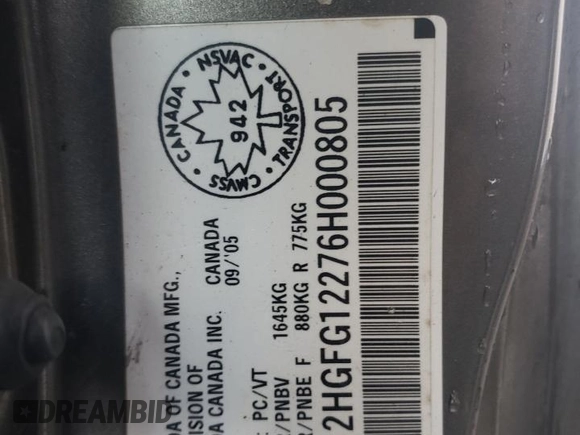 DA OF CANADA MFG.,
ISION OF
DA CANADA INC. CANADA
09/'05
PC/VT
R/PNBV 1645KG
R/PNBE F 880KG R 775KG
2HGFG12276H000805
CANADA · NSVAC · TRANSPORT · CMVSS ·
942
DREAMBID